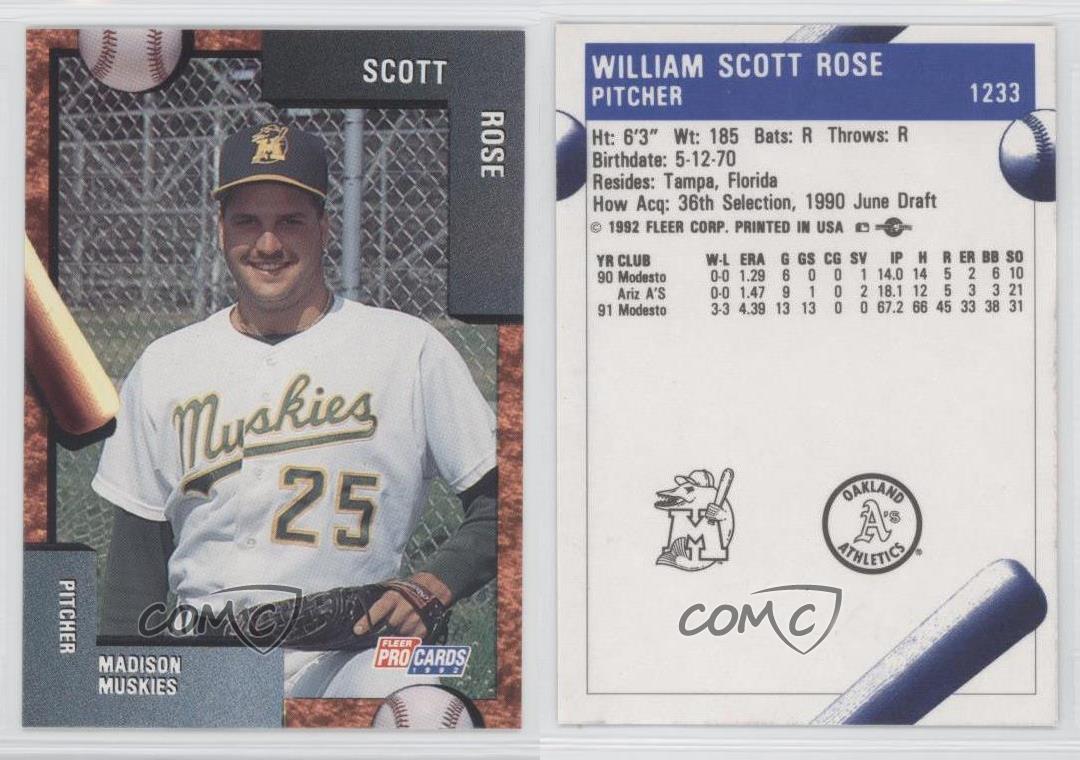 SCOTT
ROSE
M
Muskies
25
PITCHER
MADISON
MUSKIES
FLEER
PRO CARDS
1992
COMC
WILLIAM SCOTT ROSE
PITCHER 1233
Ht: 6'3" Wt: 185 Bats: R Throws: R
Birthdate: 5-12-70
Resides: Tampa, Florida
How Acq: 36th Selection, 1990 June Draft
© 1992 FLEER CORP. PRINTED IN USA
YR CLUB W-L ERA G GS CG SV IP H R ER BB SO
90 Modesto 0-0 1.29 6 0 0 1 14.0 14 5 2 6 10
Ariz A'S 0-0 1.47 9 1 0 2 18.1 12 5 3 3 21
91 Modesto 3-3 4.39 13 13 0 0 67.2 66 45 33 38 31
M
OAKLAND
A's
ATHLETICS ®
COMC